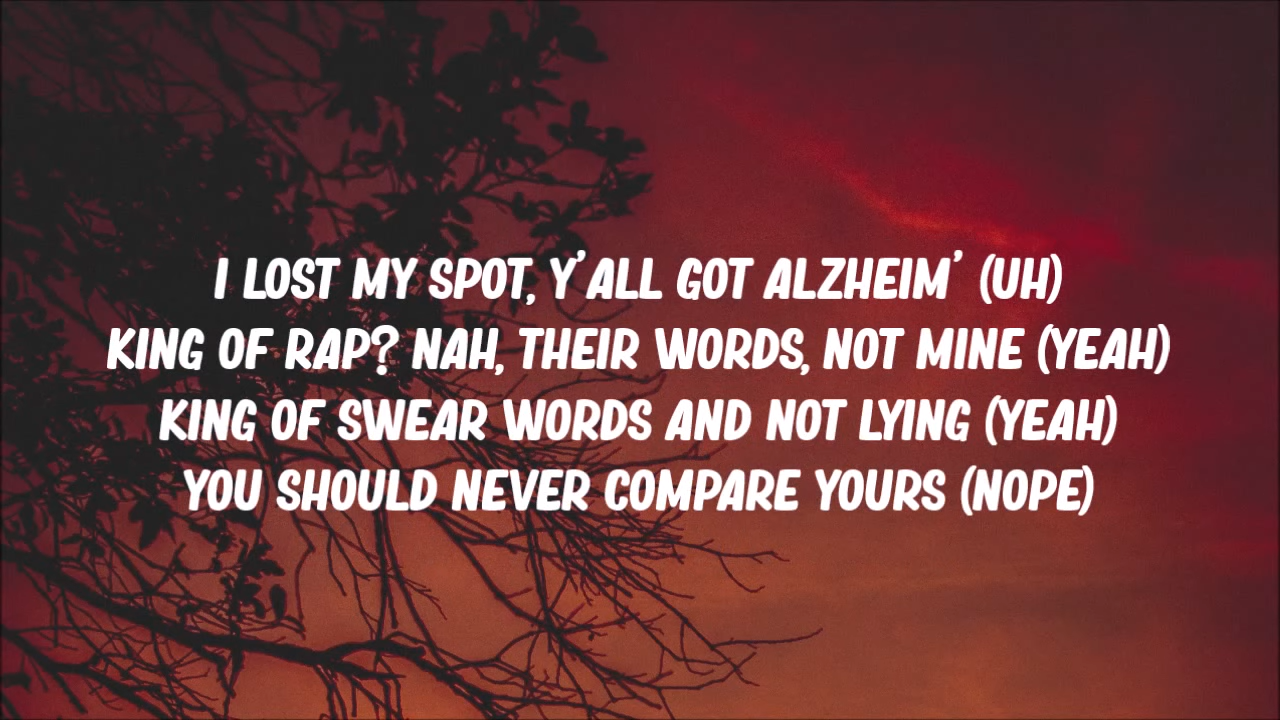 I LOST MY SPOT, Y'ALL GOT ALZHEIM' (UH)
KING OF RAP? NAH, THEIR WORDS, NOT MINE (YEAH)
KING OF SWEAR WORDS AND NOT LYING (YEAH)
YOU SHOULD NEVER COMPARE YOURS (NOPE)